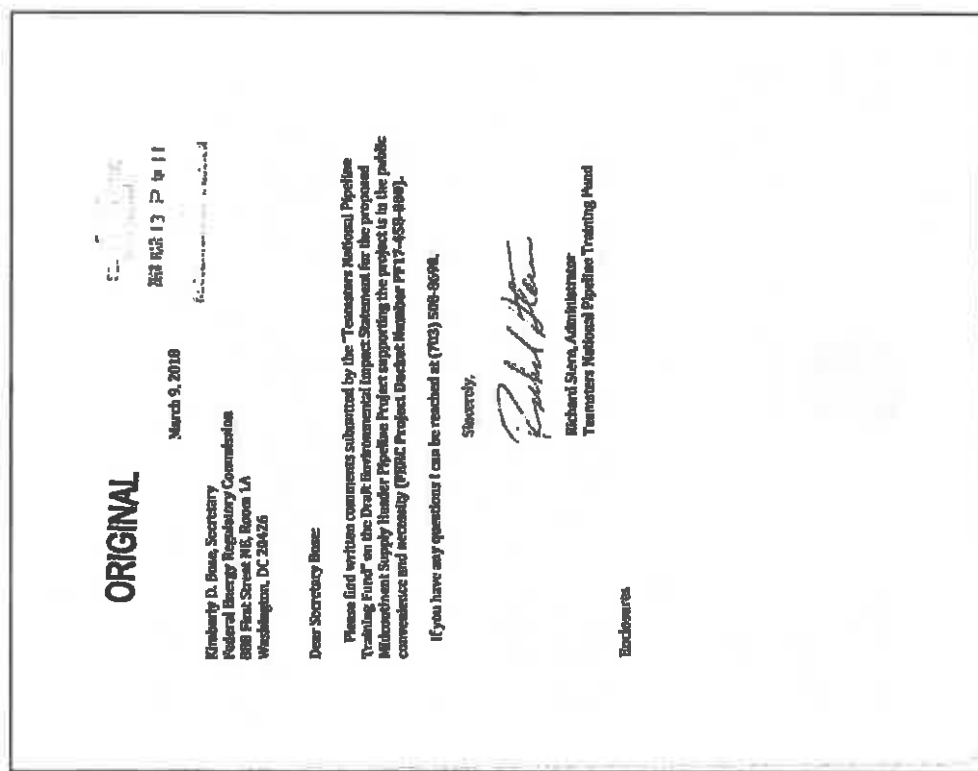 ORIGINAL
March 9, 2018
Kimberly D. Bose, Secretary
Federal Energy Regulatory Commission
888 First Street NE, Room 1A
Washington, DC 20426
Dear Secretary Bose:
Please find written comments submitted by the "Teamsters National Pipeline
Training Fund" on the Draft Environmental Impact Statement for the proposed
Midcontinent Supply Header Pipeline Project supporting the project is in the public
convenience and necessity (FERC Project Docket Number
If you have any questions I can be reached at (703) 508-8698.
Sincerely,
Richard Stern, Administrator
Teamsters National Pipeline Training Fund
Enclosures